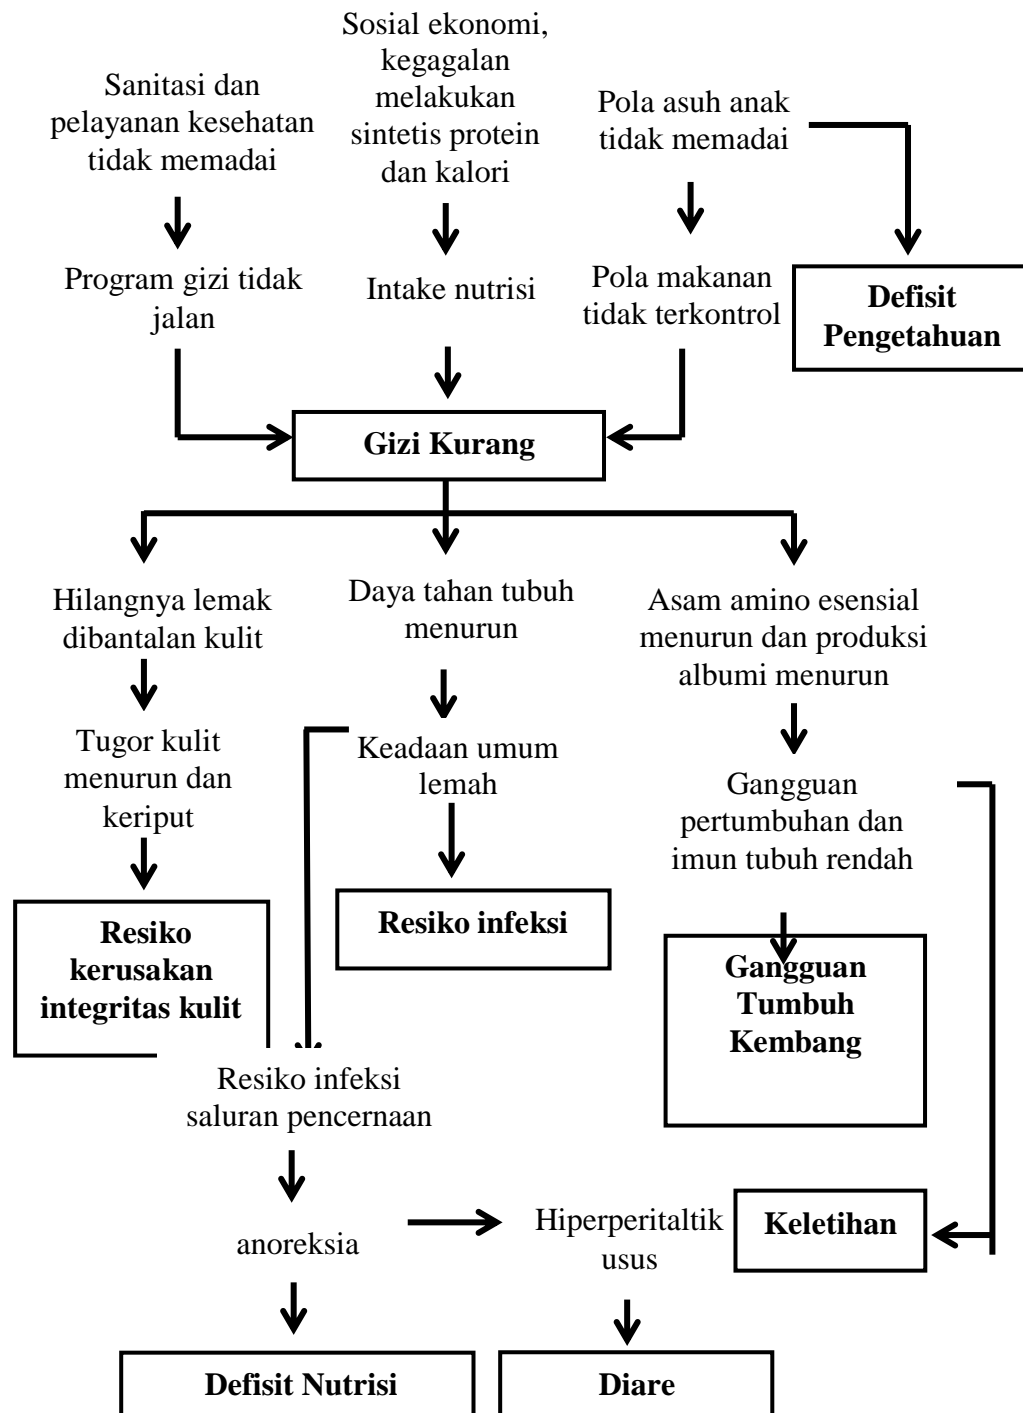 Sosial ekonomi,
kegagalan
melakukan
sintetis protein
dan kalori
Sanitasi dan
pelayanan kesehatan
tidak memadai
Pola asuh anak
tidak memadai
Program gizi tidak
jalan
Intake nutrisi
Pola makanan
tidak terkontrol
Defisit
Pengetahuan
Gizi Kurang
Hilangnya lemak
dibantalan kulit
Daya tahan tubuh
menurun
Asam amino esensial
menurun dan produksi
albumi menurun
Tugor kulit
menurun dan
keriput
Keadaan umum
lemah
Gangguan
pertumbuhan dan
imun tubuh rendah
Resiko
kerusakan
integritas kulit
Resiko infeksi
Gangguan
Tumbuh
Kembang
Resiko infeksi
saluran pencernaan
anoreksia
Hiperperitaltik
usus
Keletihan
Defisit Nutrisi
Diare